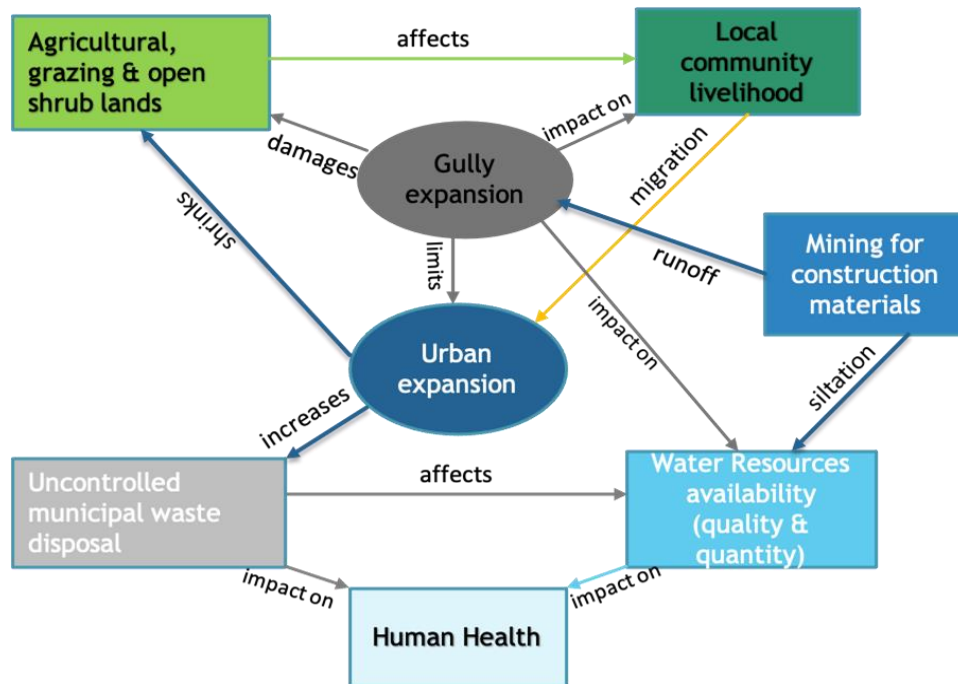 Agricultural,
grazing & open
shrub lands
affects
Local
community
livelihood
damages
impact on
Gully
expansion
migration
shrinks
limits
runoff
Mining for
construction
materials
impact on
Urban
expansion
siltation
increases
Uncontrolled
municipal waste
disposal
affects
Water Resources
availability
(quality &
quantity)
impact on
impact on
Human Health